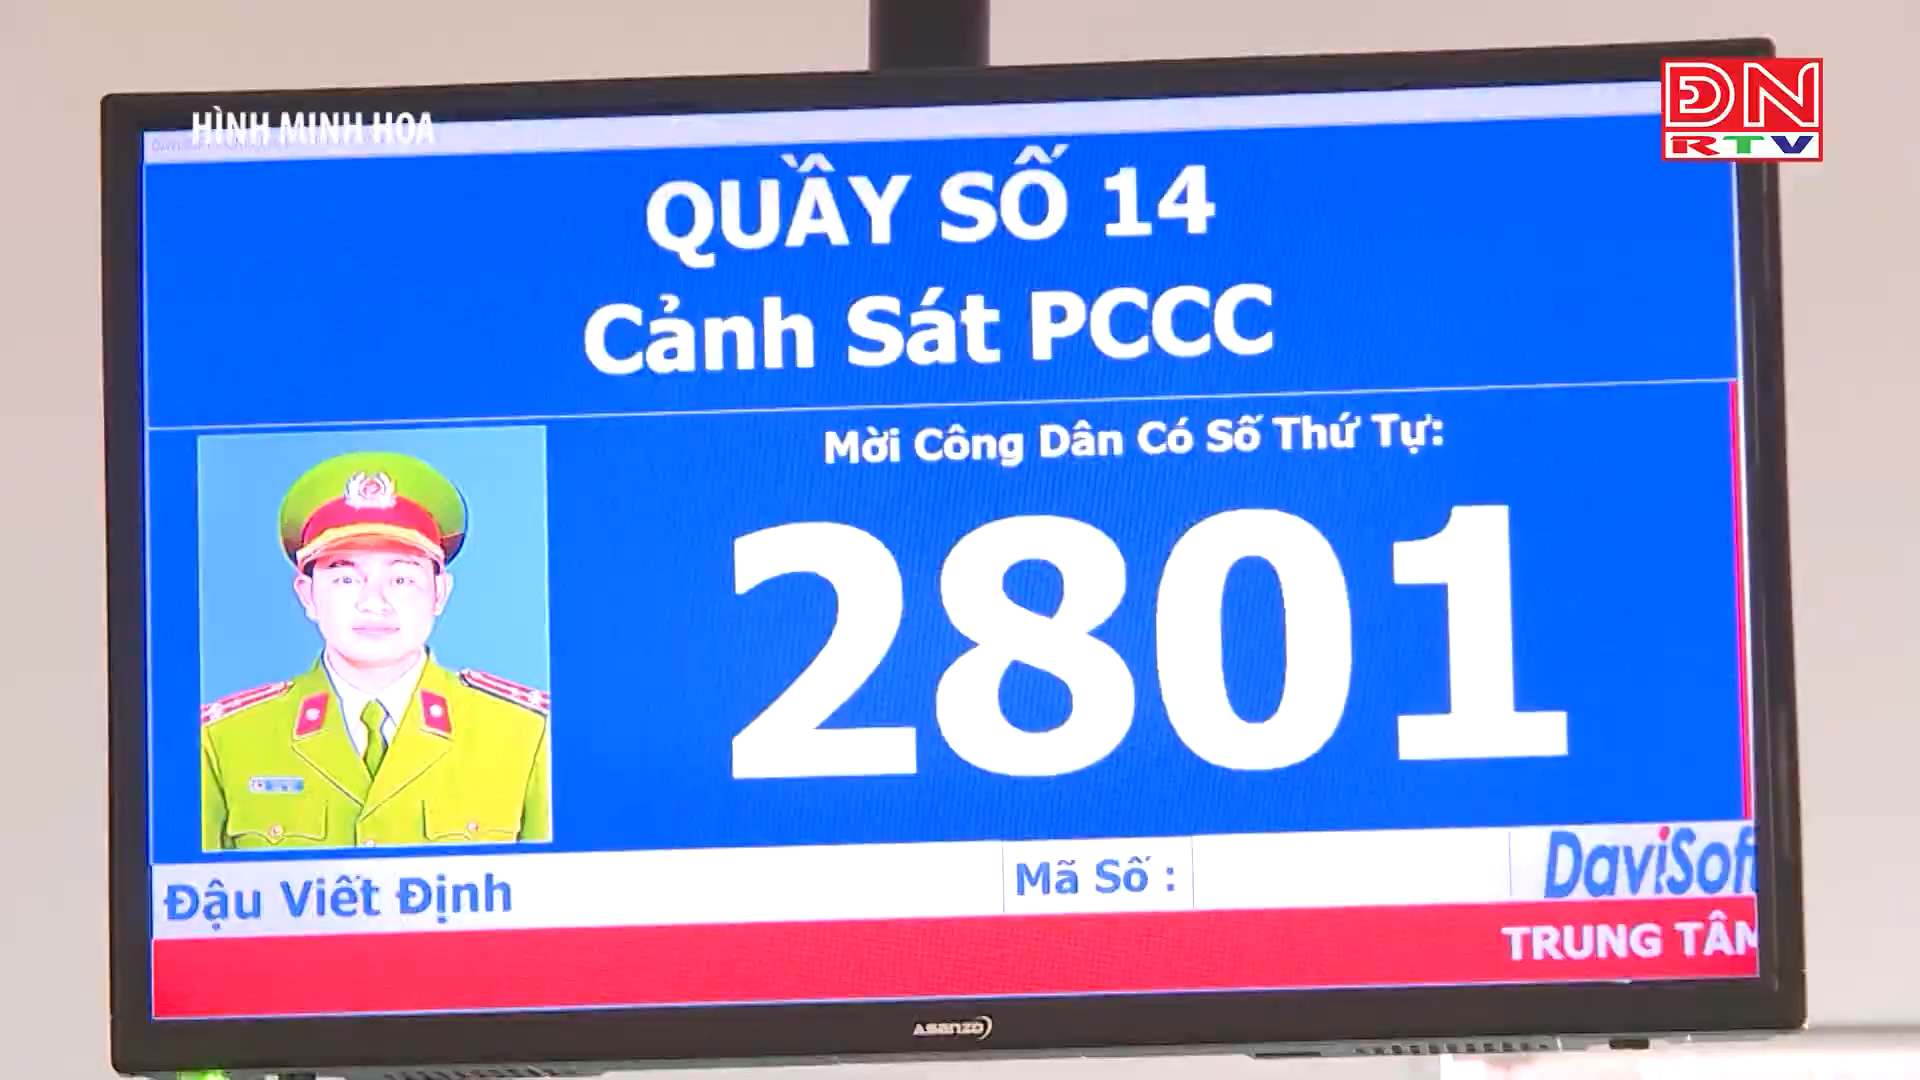 HÌNH MINH HỌA
ĐN
RTV
QUẦY SỐ 14
Cảnh Sát PCCC
Mời Công Dân Có Số Thứ Tự:
2801
Đậu Viết Định
Mã Số :
DaviSoft
TRUNG TÂM
Asanzo